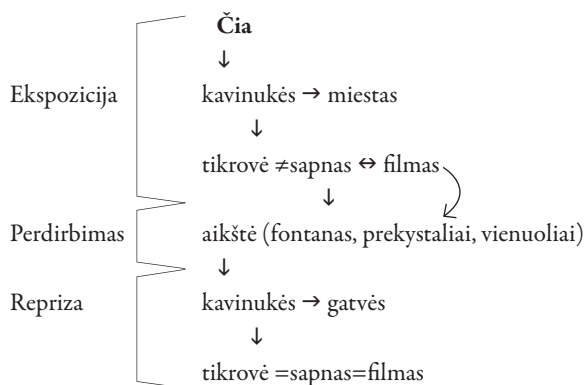 Čia
↓
Ekspozicija kavinukės → miestas
↓
tikrovė ≠sapnas ↔ filmas
↓
Perdirbimas aikštė (fontanas, prekystaliai, vienuoliai)
↓
Repriza kavinukės → gatvės
↓
tikrovė =sapnas=filmas